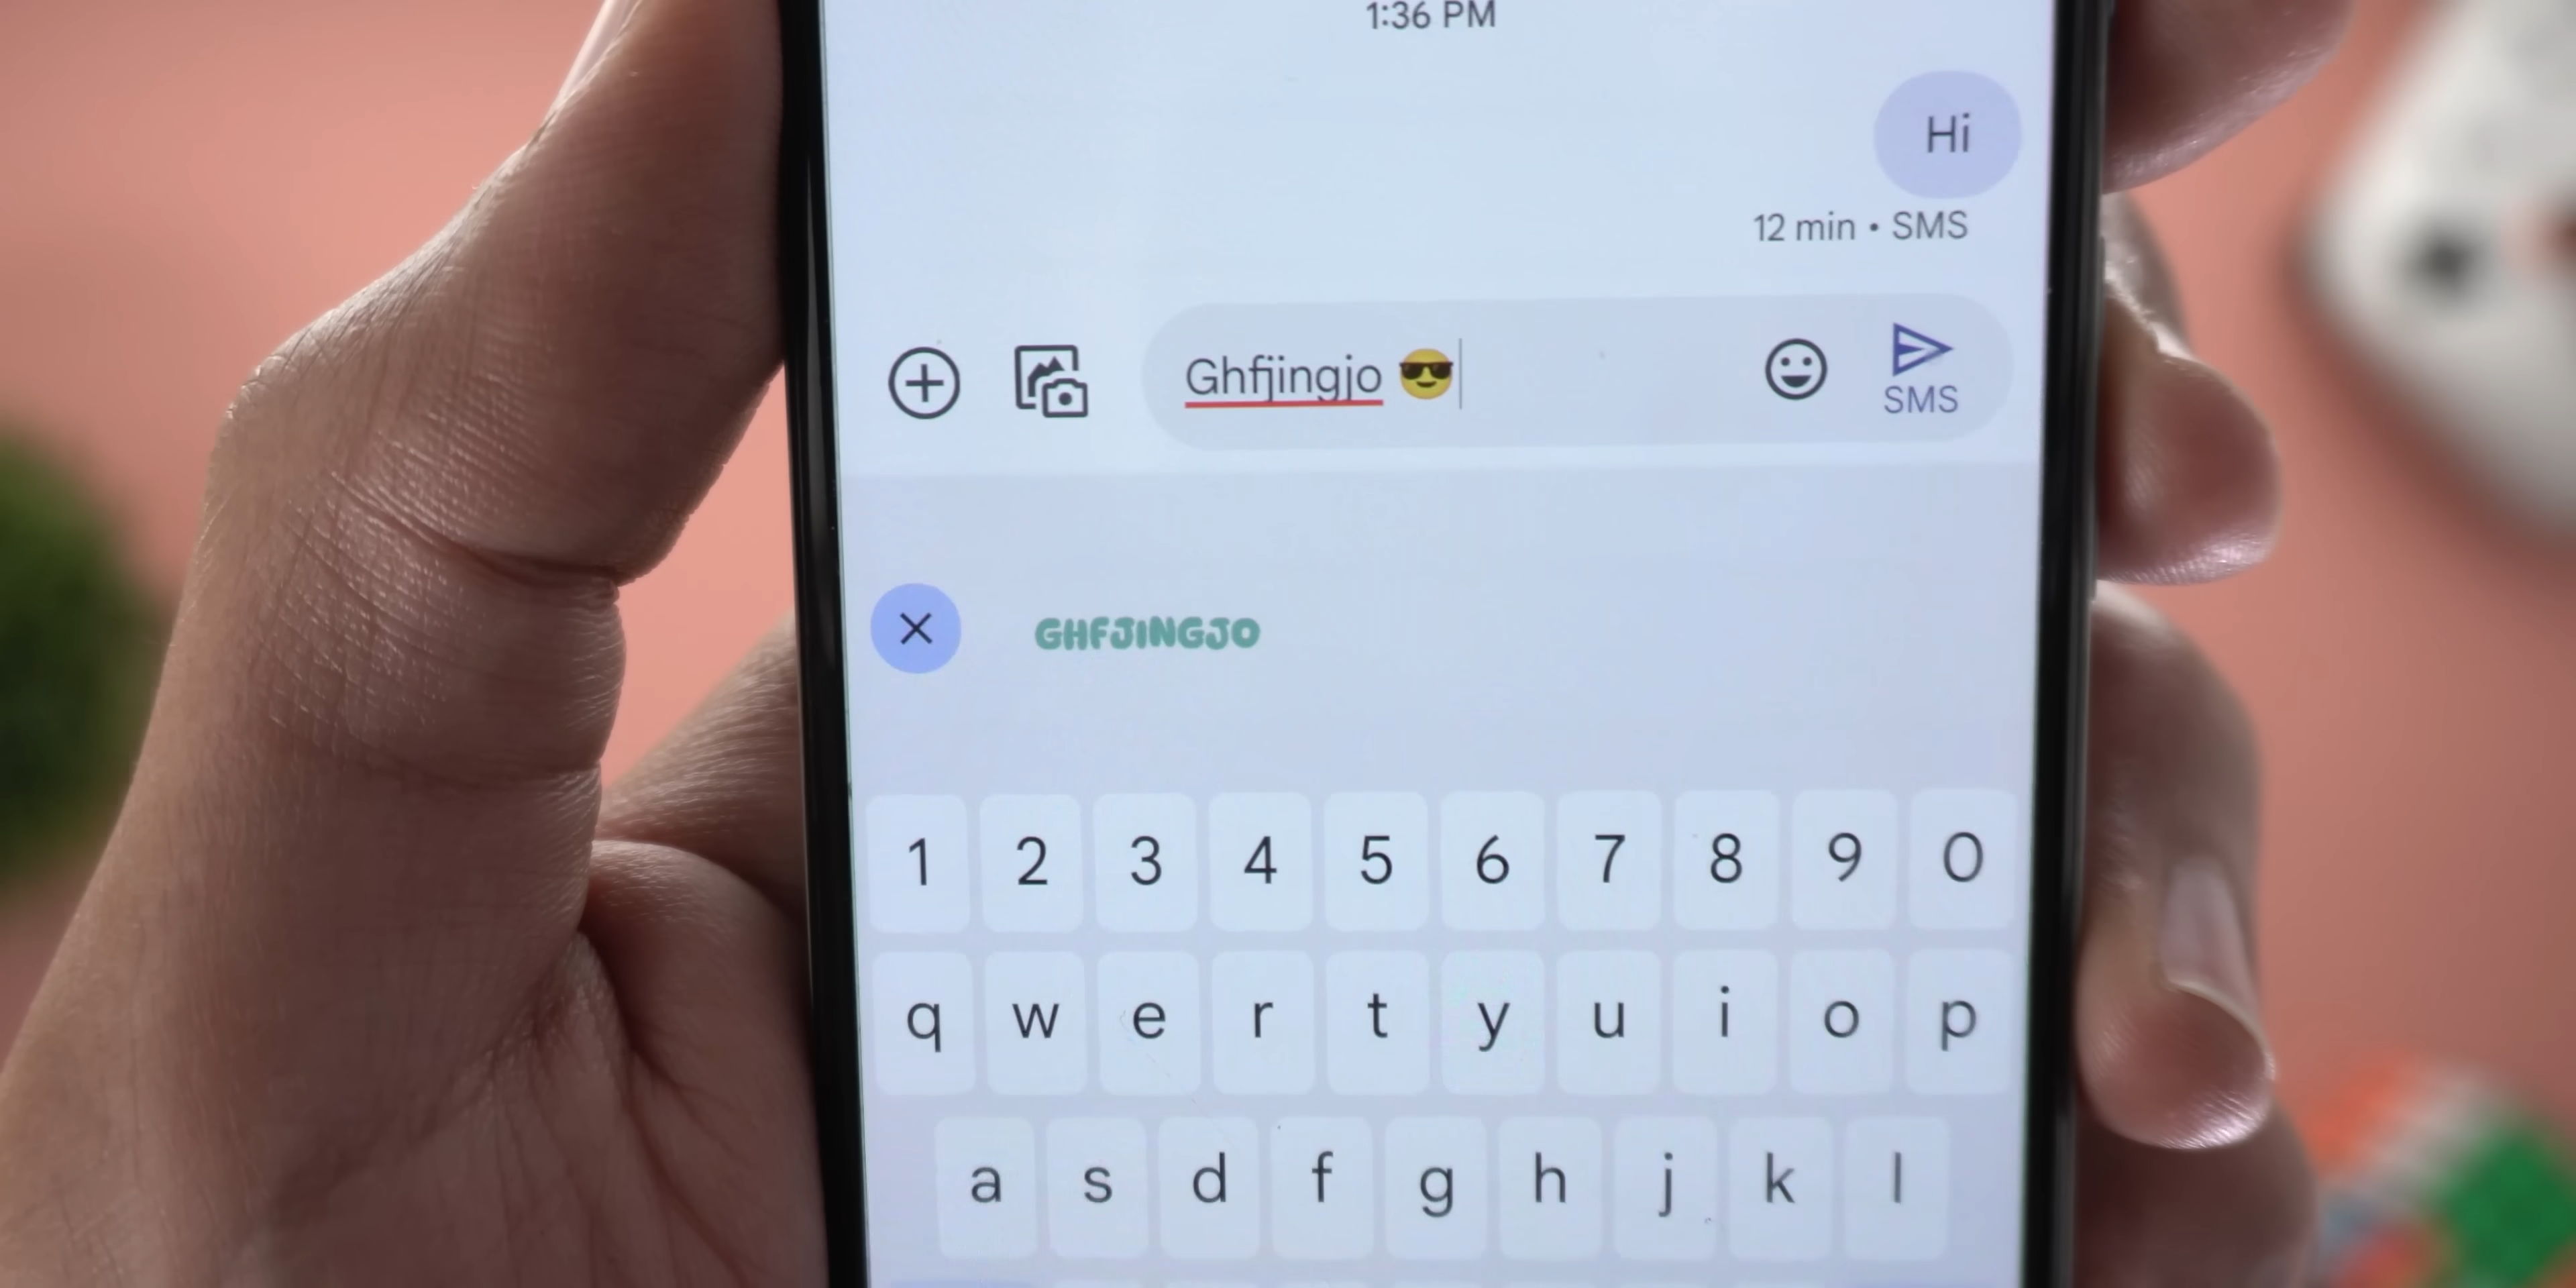 1:36 PM
Hi
12 min • SMS
Ghfjingjo 😎
SMS
GHFJINGJO
1 2 3 4 5 6 7 8 9 0
q w e r t y u i o p
a s d f g h j k l